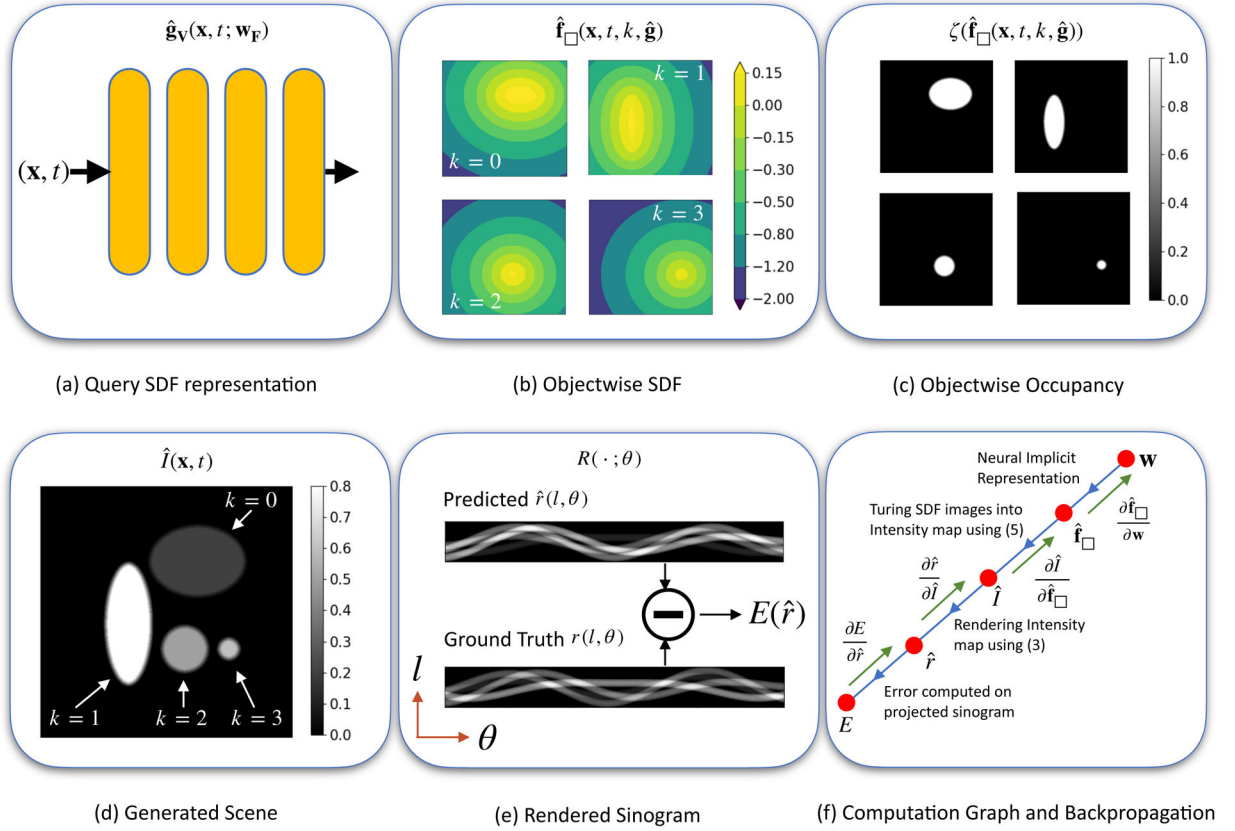 ĝ_V(x, t; w_F)
(x, t)
(a) Query SDF representation
f̂_□(x, t, k, ĝ)
k = 0
k = 1
k = 2
k = 3
0.15
0.00
−0.15
−0.30
−0.50
−0.80
−1.20
−2.00
(b) Objectwise SDF
ζ(f̂_□(x, t, k, ĝ))
1.0
0.8
0.6
0.4
0.2
0.0
(c) Objectwise Occupancy
Î(x, t)
k = 0
k = 1
k = 2
k = 3
0.8
0.7
0.6
0.5
0.4
0.3
0.2
0.1
0.0
(d) Generated Scene
R( · ; θ)
Predicted r̂(l, θ)
E(r̂)
Ground Truth r(l, θ)
l
θ
(e) Rendered Sinogram
Neural Implicit
Representation
w
Turing SDF images into
Intensity map using (5)
f̂_□
∂f̂_□/∂w
∂r̂/∂Î
Î
∂Î/∂f̂_□
Rendering Intensity
map using (3)
∂E/∂r̂
r̂
Error computed on
projected sinogram
E
(f) Computation Graph and Backpropagation